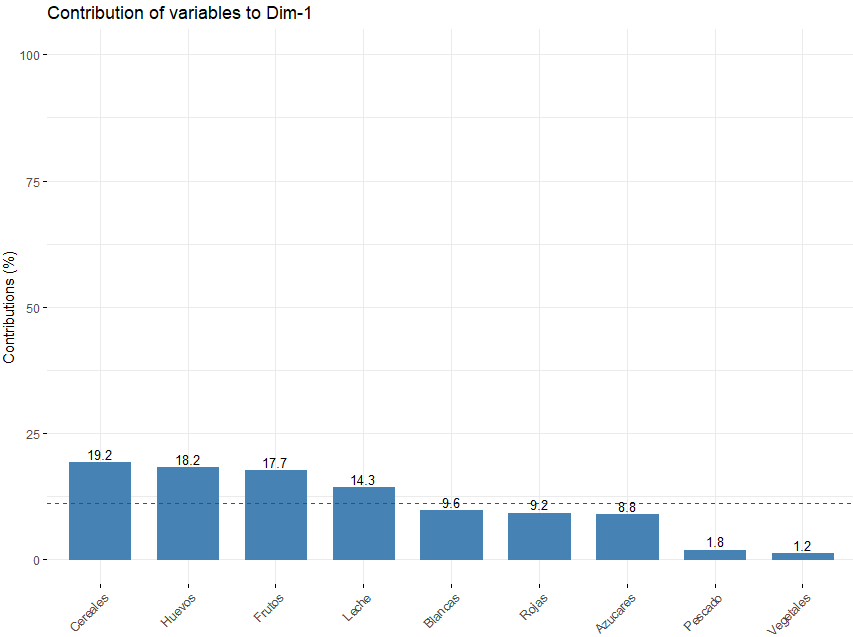 Contribution of variables to Dim-1
Contributions (%)
100
75
50
25
0
19.2
18.2
17.7
14.3
9.6
9.2
8.8
1.8
1.2
Cereales
Huevos
Frutos
Leche
Blancas
Rojas
Azucares
Pescado
Vegetales